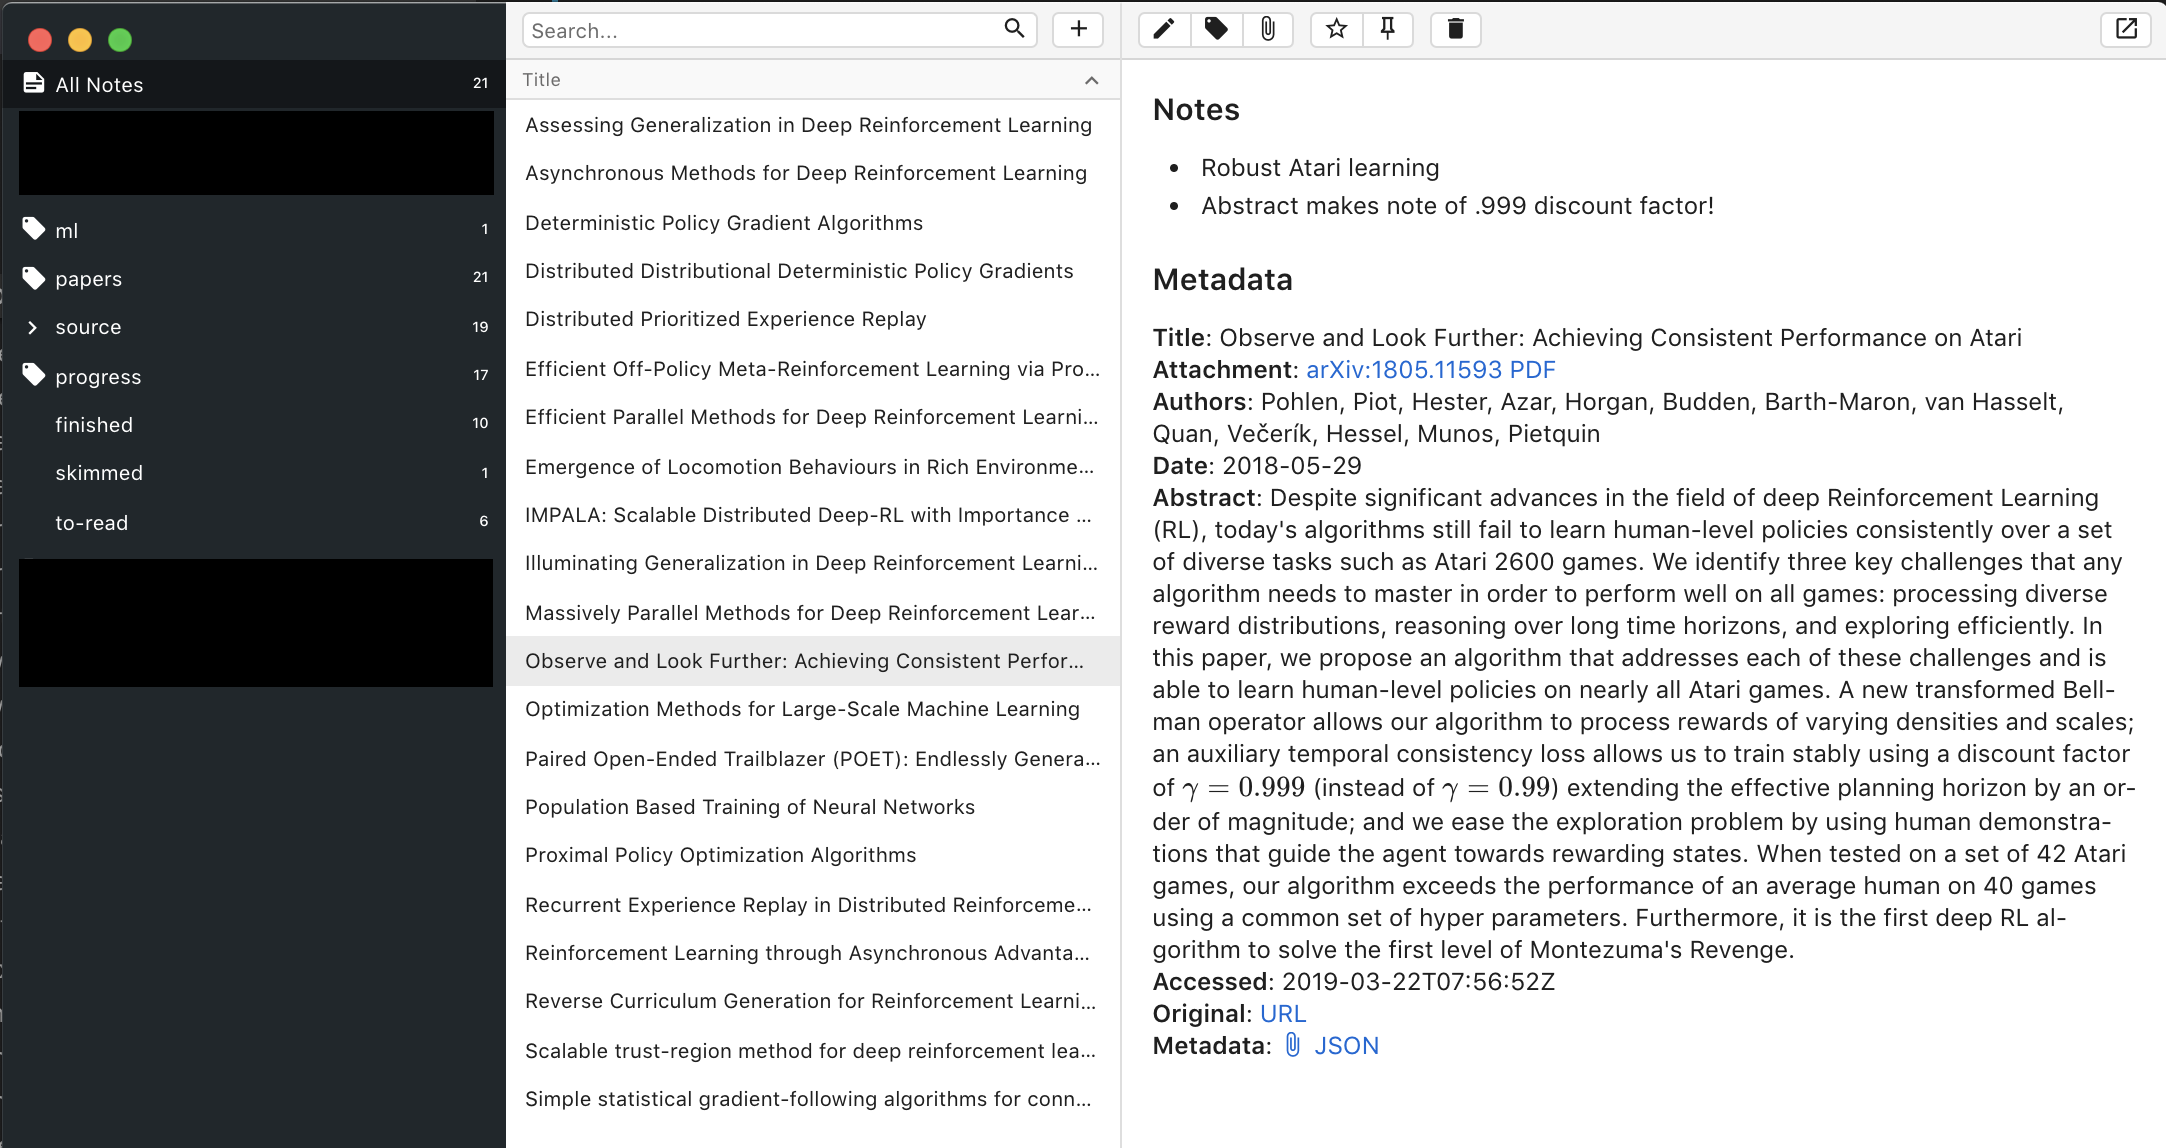 All Notes 21
ml 1
papers 21
source 19
progress 17
finished 10
skimmed 1
to-read 6
Search...
Title
Assessing Generalization in Deep Reinforcement Learning
Asynchronous Methods for Deep Reinforcement Learning
Deterministic Policy Gradient Algorithms
Distributed Distributional Deterministic Policy Gradients
Distributed Prioritized Experience Replay
Efficient Off-Policy Meta-Reinforcement Learning via Pro...
Efficient Parallel Methods for Deep Reinforcement Learni...
Emergence of Locomotion Behaviours in Rich Environme...
IMPALA: Scalable Distributed Deep-RL with Importance ...
Illuminating Generalization in Deep Reinforcement Learni...
Massively Parallel Methods for Deep Reinforcement Lear...
Observe and Look Further: Achieving Consistent Perfor...
Optimization Methods for Large-Scale Machine Learning
Paired Open-Ended Trailblazer (POET): Endlessly Genera...
Population Based Training of Neural Networks
Proximal Policy Optimization Algorithms
Recurrent Experience Replay in Distributed Reinforceme...
Reinforcement Learning through Asynchronous Advanta...
Reverse Curriculum Generation for Reinforcement Learni...
Scalable trust-region method for deep reinforcement lea...
Simple statistical gradient-following algorithms for conn...
Notes
• Robust Atari learning
• Abstract makes note of .999 discount factor!
Metadata
Title: Observe and Look Further: Achieving Consistent Performance on Atari
Attachment: arXiv:1805.11593 PDF
Authors: Pohlen, Piot, Hester, Azar, Horgan, Budden, Barth-Maron, van Hasselt,
Quan, Večerík, Hessel, Munos, Pietquin
Date: 2018-05-29
Abstract: Despite significant advances in the field of deep Reinforcement Learning
(RL), today's algorithms still fail to learn human-level policies consistently over a set
of diverse tasks such as Atari 2600 games. We identify three key challenges that any
algorithm needs to master in order to perform well on all games: processing diverse
reward distributions, reasoning over long time horizons, and exploring efficiently. In
this paper, we propose an algorithm that addresses each of these challenges and is
able to learn human-level policies on nearly all Atari games. A new transformed Bell-
man operator allows our algorithm to process rewards of varying densities and scales;
an auxiliary temporal consistency loss allows us to train stably using a discount factor
of γ = 0.999 (instead of γ = 0.99) extending the effective planning horizon by an or-
der of magnitude; and we ease the exploration problem by using human demonstra-
tions that guide the agent towards rewarding states. When tested on a set of 42 Atari
games, our algorithm exceeds the performance of an average human on 40 games
using a common set of hyper parameters. Furthermore, it is the first deep RL al-
gorithm to solve the first level of Montezuma's Revenge.
Accessed: 2019-03-22T07:56:52Z
Original: URL
Metadata: JSON